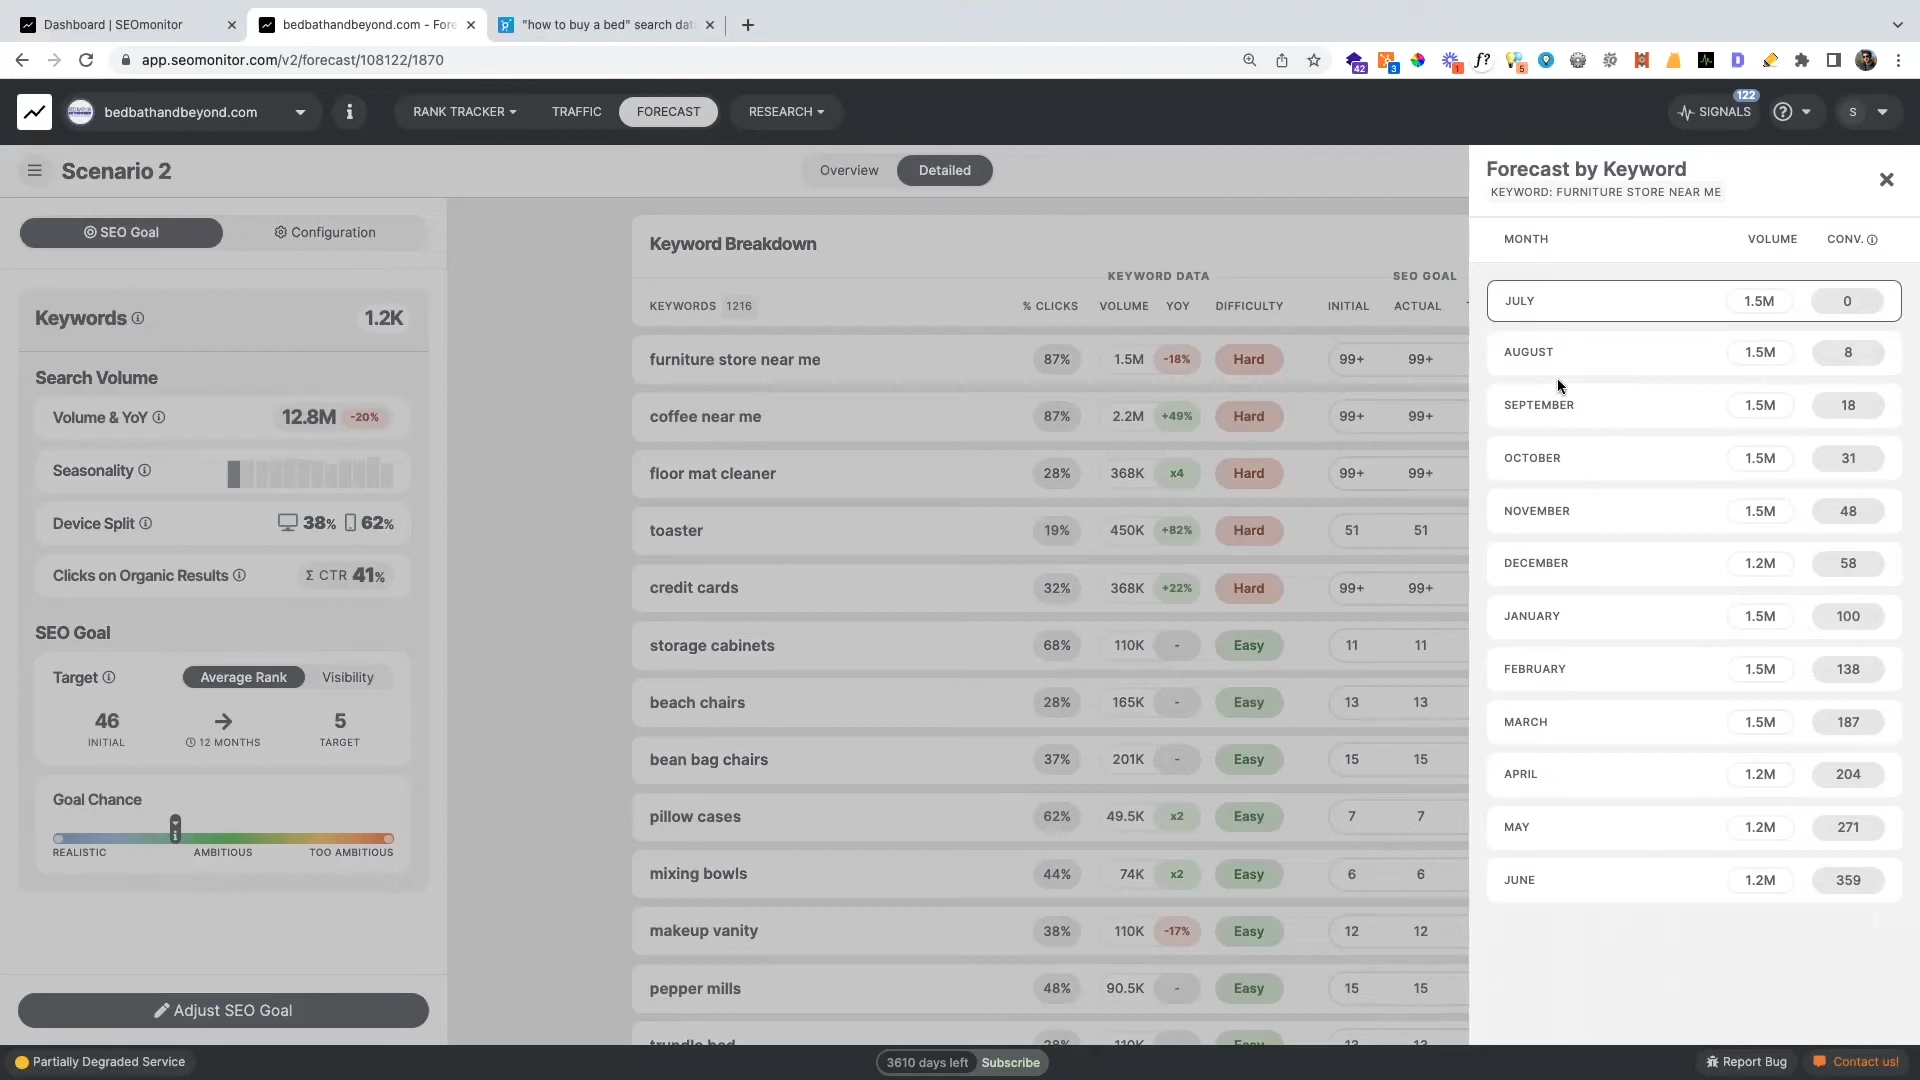 Dashboard | SEOmonitor
bedbathandbeyond.com - Fore
"how to buy a bed" search dat
app.seomonitor.com/v2/forecast/108122/1870
42
3
1
f?
5
bedbathandbeyond.com
RANK TRACKER
TRAFFIC
FORECAST
RESEARCH
122
SIGNALS
S
Scenario 2
Overview
Detailed
SEO Goal
Configuration
Keywords
1.2K
Search Volume
Volume & YoY
12.8M
-20%
Seasonality
Device Split
38%
62%
Clicks on Organic Results
Σ CTR 41%
SEO Goal
Target
Average Rank
Visibility
46
→
5
INITIAL
12 MONTHS
TARGET
Goal Chance
REALISTIC
AMBITIOUS
TOO AMBITIOUS
Adjust SEO Goal
Keyword Breakdown
KEYWORD DATA
SEO GOAL
KEYWORDS 1216
% CLICKS
VOLUME
YOY
DIFFICULTY
INITIAL
ACTUAL
furniture store near me 87% 1.5M -18% Hard 99+ 99+
coffee near me 87% 2.2M +49% Hard 99+ 99+
floor mat cleaner 28% 368K x4 Hard 99+ 99+
toaster 19% 450K +82% Hard 51 51
credit cards 32% 368K +22% Hard 99+ 99+
storage cabinets 68% 110K - Easy 11 11
beach chairs 28% 165K - Easy 13 13
bean bag chairs 37% 201K - Easy 15 15
pillow cases 62% 49.5K x2 Easy 7 7
mixing bowls 44% 74K x2 Easy 6 6
makeup vanity 38% 110K -17% Easy 12 12
pepper mills 48% 90.5K - Easy 15 15
Forecast by Keyword
KEYWORD: FURNITURE STORE NEAR ME
MONTH VOLUME CONV.
JULY 1.5M 0
AUGUST 1.5M 8
SEPTEMBER 1.5M 18
OCTOBER 1.5M 31
NOVEMBER 1.5M 48
DECEMBER 1.2M 58
JANUARY 1.5M 100
FEBRUARY 1.5M 138
MARCH 1.5M 187
APRIL 1.2M 204
MAY 1.2M 271
JUNE 1.2M 359
Partially Degraded Service
3610 days left
Subscribe
Report Bug
Contact us!